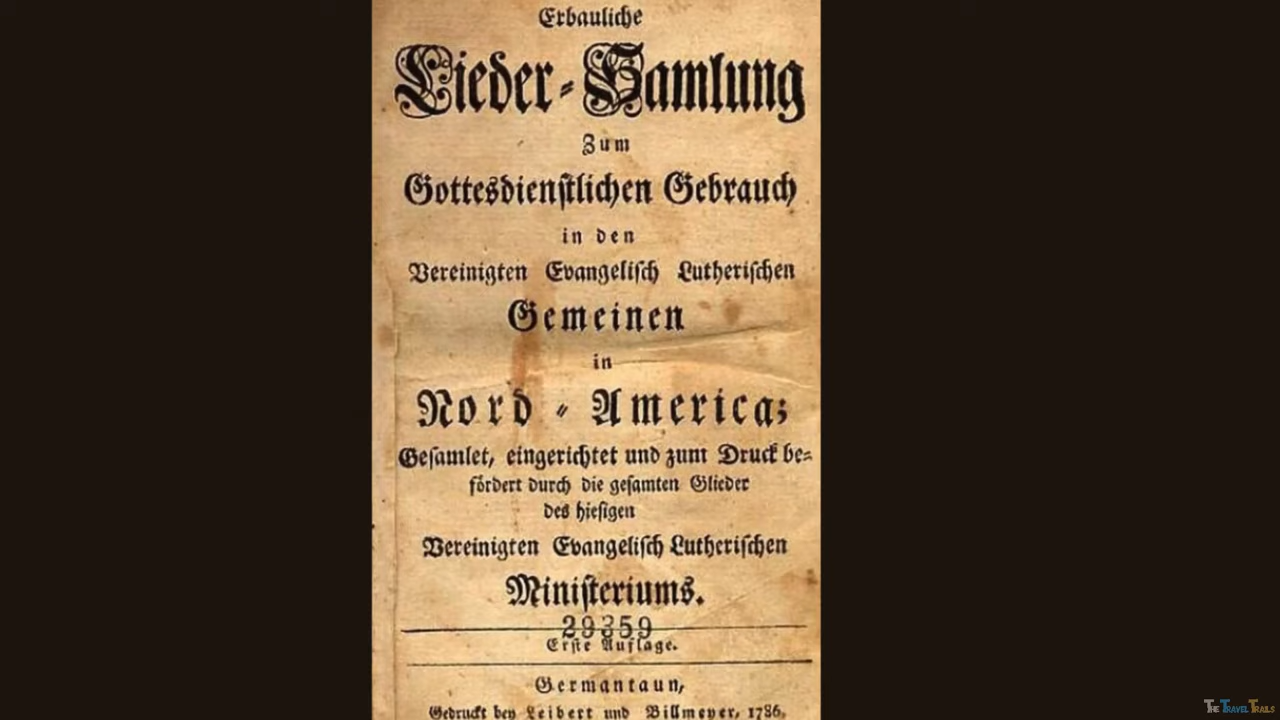 Erbauliche
Lieder-Samlung
Zum
Gottesdienstlichen Gebrauch
in den
Vereinigten Evangelisch Lutherischen
Gemeinen
in
Nord-America;
Gesamlet, eingerichtet und zum Druck be-
fördert durch die gesamten Glieder
des hiesigen
Vereinigten Evangelisch Lutherischen
Ministeriums.
29359
Erste Auflage.
Germantaun,
Gedruckt bey Leibert und Billmeyer, 1786.
THE TRAVEL TRAILS